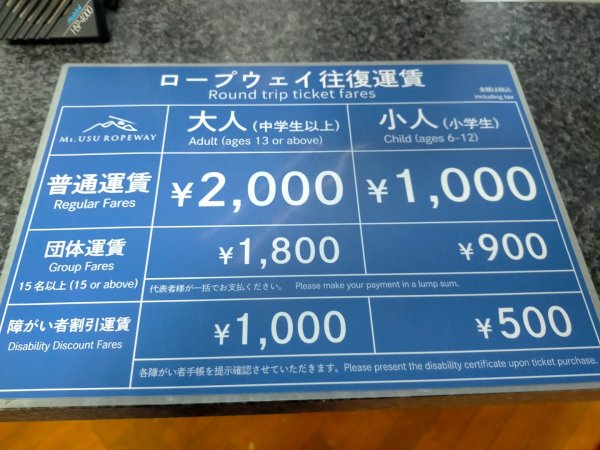 HSP-4000
ロープウェイ往復運賃
Round trip ticket fares
金額は税込
including tax
Mt. USU ROPEWAY
大人(中学生以上)
Adult (ages 13 or above)
小人(小学生)
Child (ages 6-12)
普通運賃
Regular Fares
¥2,000
¥1,000
団体運賃
Group Fares
15名以上(15 or above)
¥1,800
¥900
代表者様が一括でお支払ください。 Please make your payment in a lump sum.
障がい者割引運賃
Disability Discount Fares
¥1,000
¥500
各障がい者手帳を提示確認させていただきます。Please present the disability certificate upon ticket purchase.